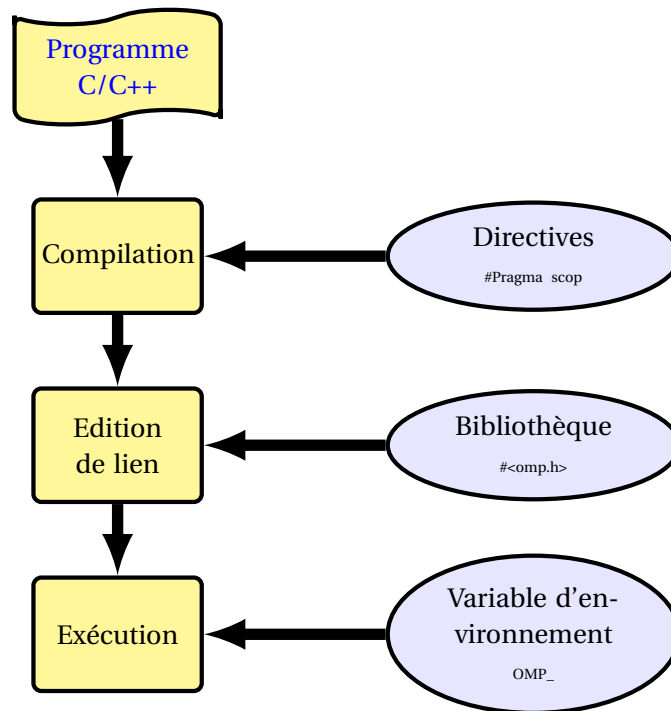 Programme
C/C++
Compilation
Directives
#Pragma scop
Edition
de lien
Bibliothèque
#<omp.h>
Exécution
Variable d'en-
vironnement
OMP_